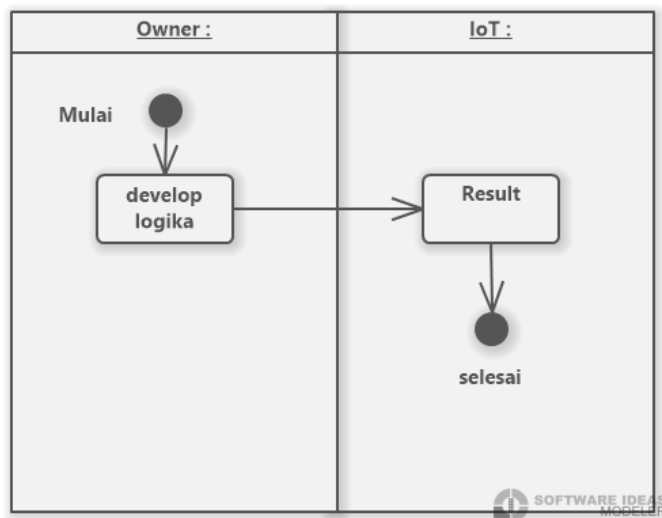 Owner :
IoT :
Mulai
develop
logika
Result
selesai
SOFTWARE IDEAS
MODELER